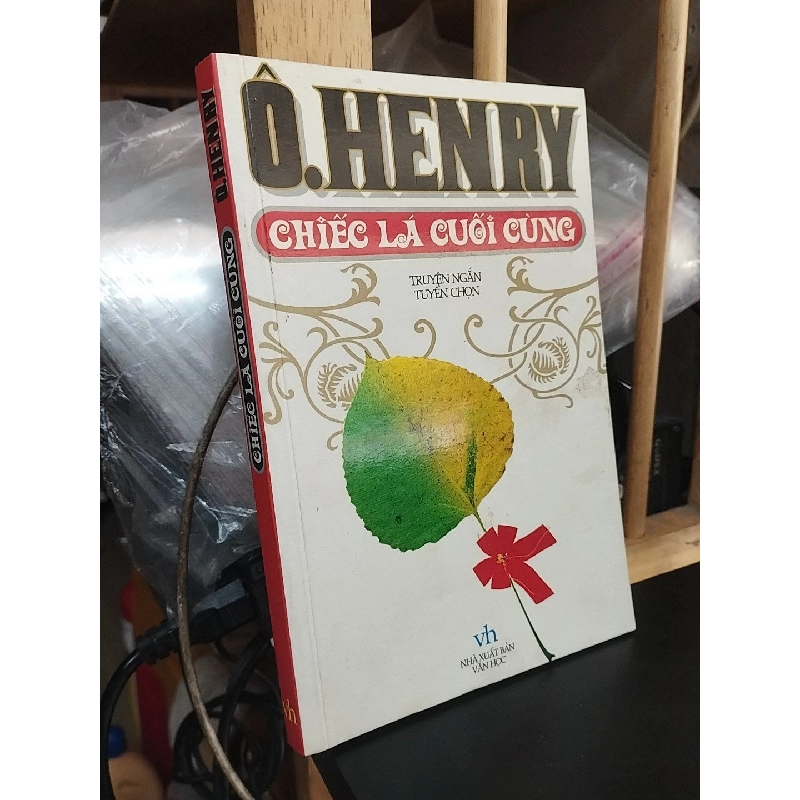 Ô.HENRY
CHIẾC LÁ CUỐI CÙNG
TRUYỆN NGẮN
TUYỂN CHỌN
vh
NHÀ XUẤT BẢN
VĂN HỌC
Ô.HENRY
CHIẾC LÁ CUỐI CÙNG
vh